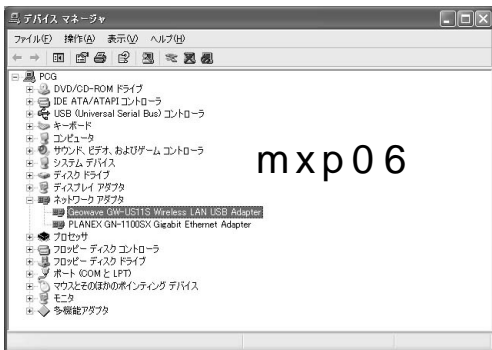 デバイス マネージャ
ファイル(F) 操作(A) 表示(V) ヘルプ(H)
PCG
DVD/CD-ROM ドライブ
IDE ATA/ATAPI コントローラ
USB (Universal Serial Bus) コントローラ
キーボード
コンピュータ
サウンド、ビデオ、およびゲーム コントローラ
システム デバイス
ディスク ドライブ
ディスプレイ アダプタ
ネットワーク アダプタ
Geowave GW-US11S Wireless LAN USB Adapter
PLANEX GN-1100SX Gigabit Ethernet Adapter
プロセッサ
フロッピー ディスク コントローラ
フロッピー ディスク ドライブ
ポート (COM と LPT)
マウスとそのほかのポインティング デバイス
モニタ
多機能アダプタ
mxp06